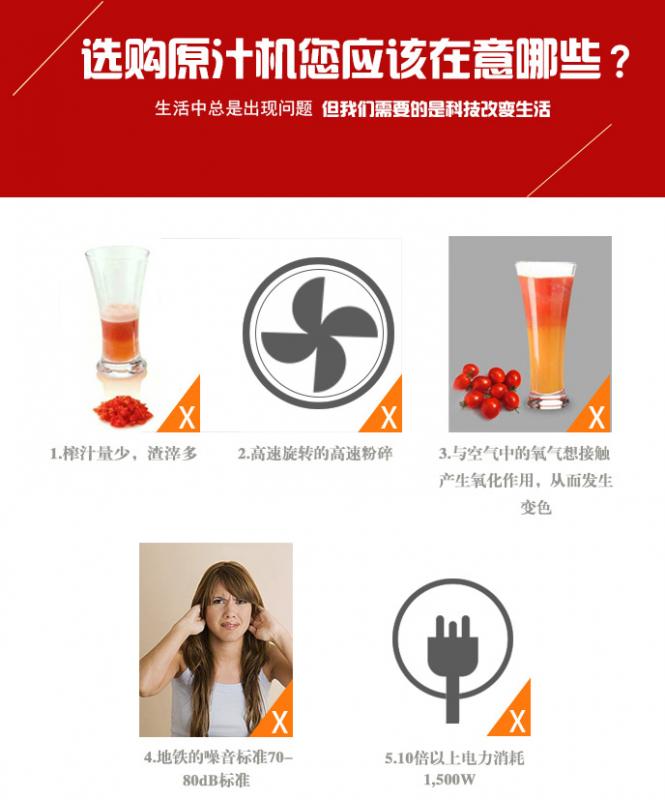 选购原汁机您应该在意哪些？
生活中总是出现问题 但我们需要的是科技改变生活
X
X
X
1.榨汁量少，渣滓多
2.高速旋转的高速粉碎
3.与空气中的氧气想接触
产生氧化作用，从而发生
变色
X
X
4.地铁的噪音标准70-
80dB标准
5.10倍以上电力消耗
1,500W